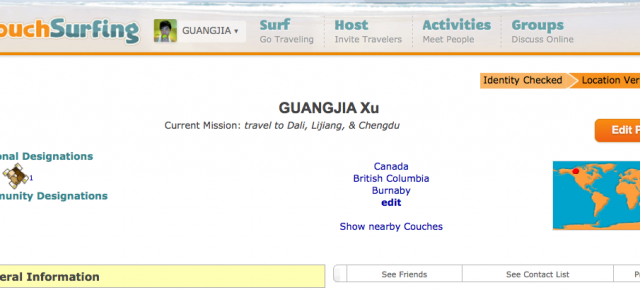 ouchSurfing
GUANGJIA ▾
Surf
Go Traveling
Host
Invite Travelers
Activities
Meet People
Groups
Discuss Online
Identity Checked
Location Ver
GUANGJIA Xu
Current Mission: travel to Dali, Lijiang, & Chengdu
Edit F
onal Designations
1
munity Designations
Canada
British Columbia
Burnaby
edit
Show nearby Couches
eral Information
See Friends
See Contact List